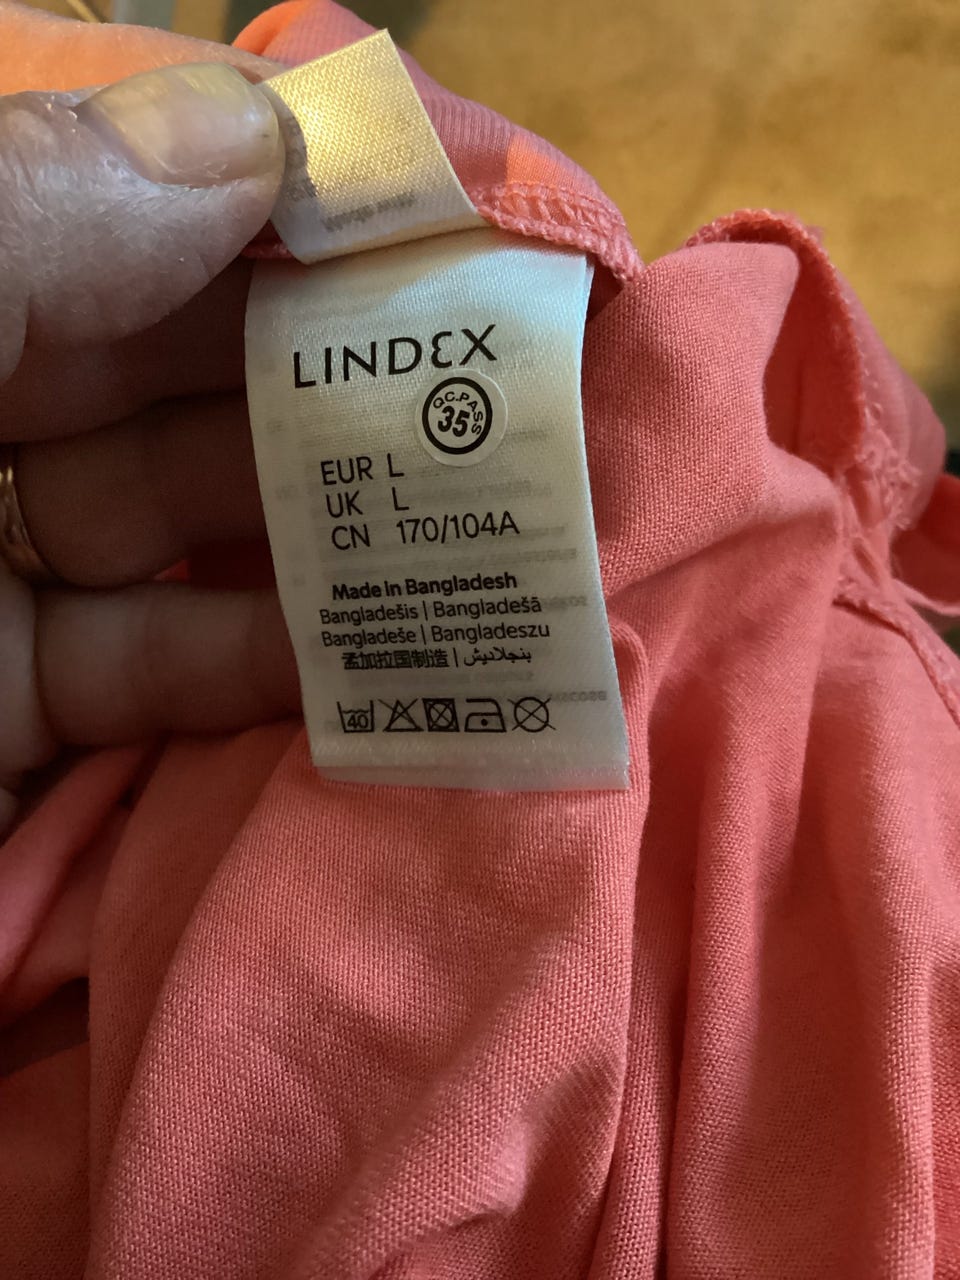 LINDEX
QC.PASS
35
EUR L
UK L
CN 170/104A
Made in Bangladesh
Bangladešis | Bangladešā
Bangladeše | Bangladeszu
孟加拉国制造 | بنجلاديش
40